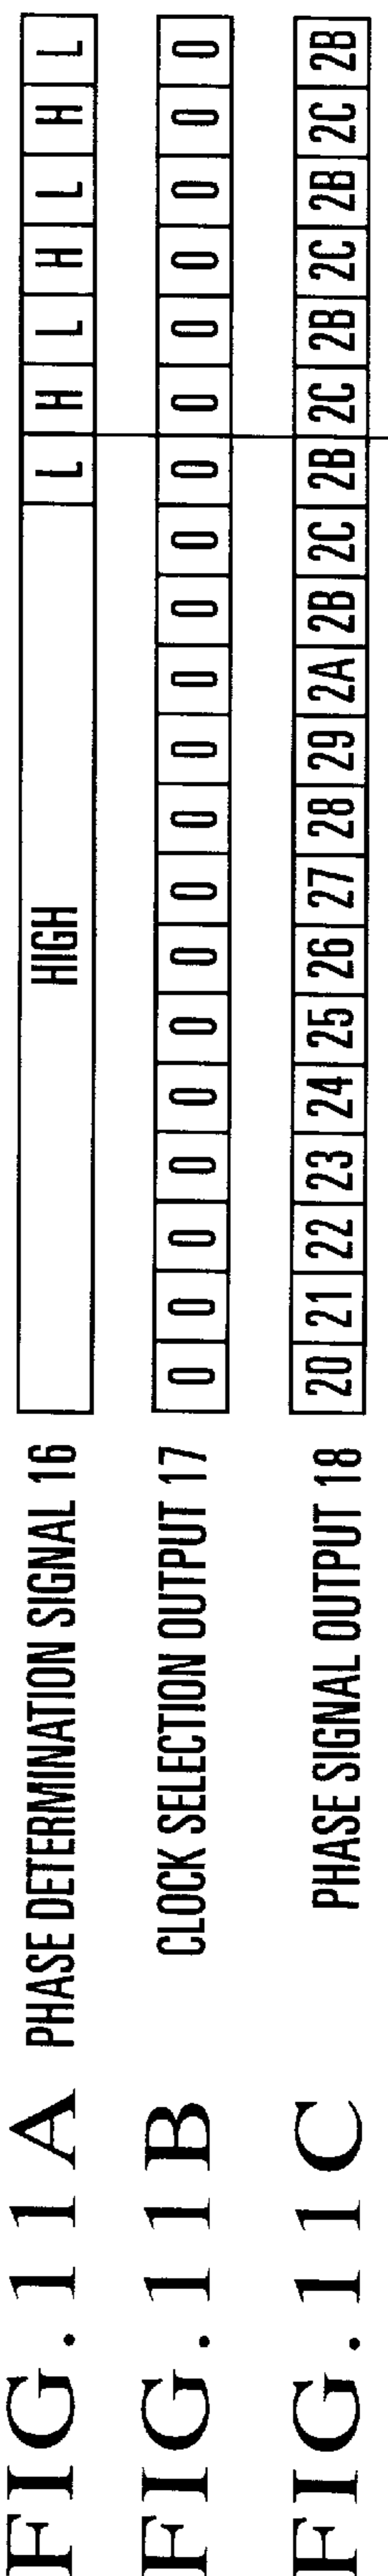 FIG.11A PHASE DETERMINATION SIGNAL 16 HIGH L H L H L H L
FIG.11B CLOCK SELECTION OUTPUT 17 0 0 0 0 0 0 0 0 0 0 0 0 0 0 0 0 0 0 0 0
FIG.11C PHASE SIGNAL OUTPUT 18 20 21 22 23 24 25 26 27 28 29 2A 2B 2C 2B 2C 2B 2C 2B 2C 2B